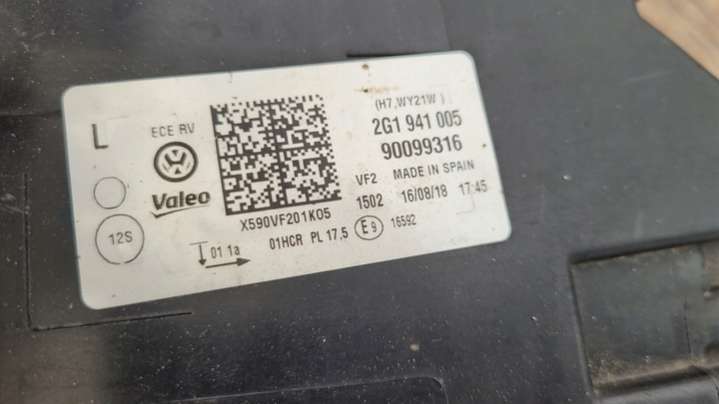 L
ECE RV
VW
Valeo
12S
X590VF201K05
01 1a
01HCR PL 17,5
E9
16592
(H7,WY21W)
2G1 941 005
90099316
VF2 MADE IN SPAIN
1502 16/08/18 17:45